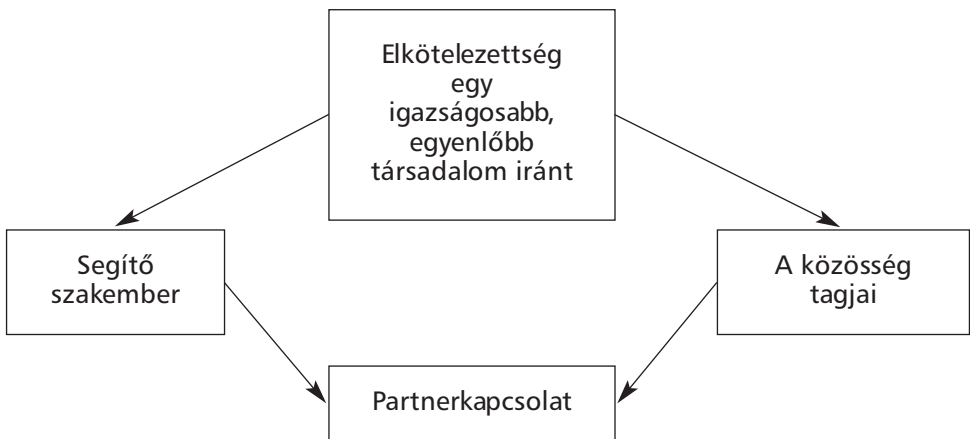 Elkötelezettség
egy
igazságosabb,
egyenlőbb
társadalom iránt
Segítő
szakember
A közösség
tagjai
Partnerkapcsolat